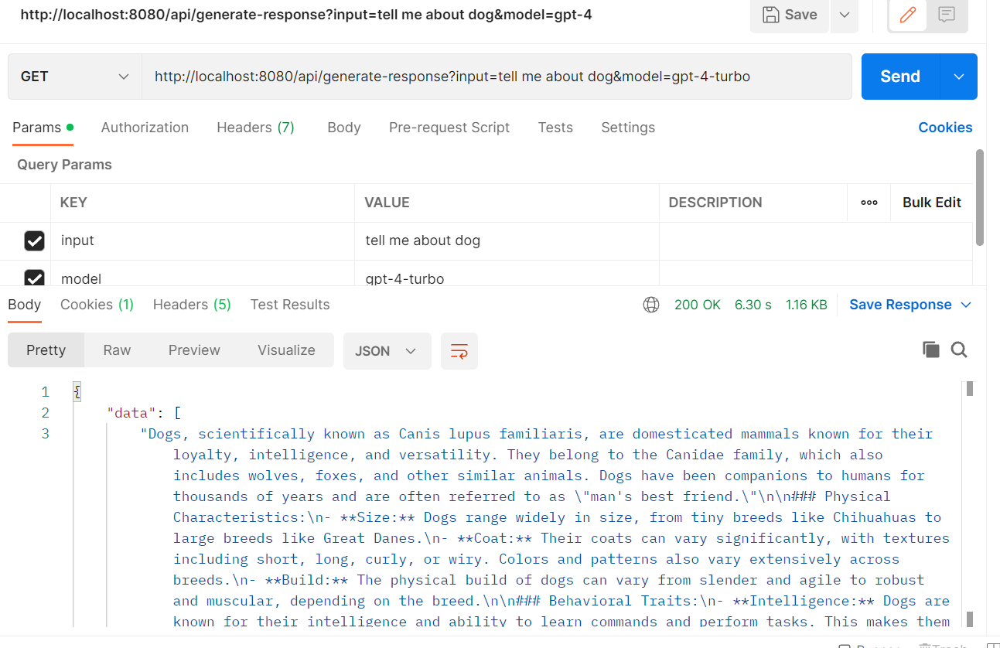 http://localhost:8080/api/generate-response?input=tell me about dog&model=gpt-4
Save
GET
http://localhost:8080/api/generate-response?input=tell me about dog&model=gpt-4-turbo
Send
Params
Authorization
Headers (7)
Body
Pre-request Script
Tests
Settings
Cookies
Query Params
KEY
VALUE
DESCRIPTION
Bulk Edit
input
tell me about dog
model
gpt-4-turbo
Body
Cookies (1)
Headers (5)
Test Results
200 OK
6.30 s
1.16 KB
Save Response
Pretty
Raw
Preview
Visualize
JSON
1 {
2 "data": [
3 "Dogs, scientifically known as Canis lupus familiaris, are domesticated mammals known for their
loyalty, intelligence, and versatility. They belong to the Canidae family, which also
includes wolves, foxes, and other similar animals. Dogs have been companions to humans for
thousands of years and are often referred to as \"man's best friend.\"\n\n### Physical
Characteristics:\n- **Size:** Dogs range widely in size, from tiny breeds like Chihuahuas to
large breeds like Great Danes.\n- **Coat:** Their coats can vary significantly, with textures
including short, long, curly, or wiry. Colors and patterns also vary extensively across
breeds.\n- **Build:** The physical build of dogs can vary from slender and agile to robust
and muscular, depending on the breed.\n\n### Behavioral Traits:\n- **Intelligence:** Dogs are
known for their intelligence and ability to learn commands and perform tasks. This makes them